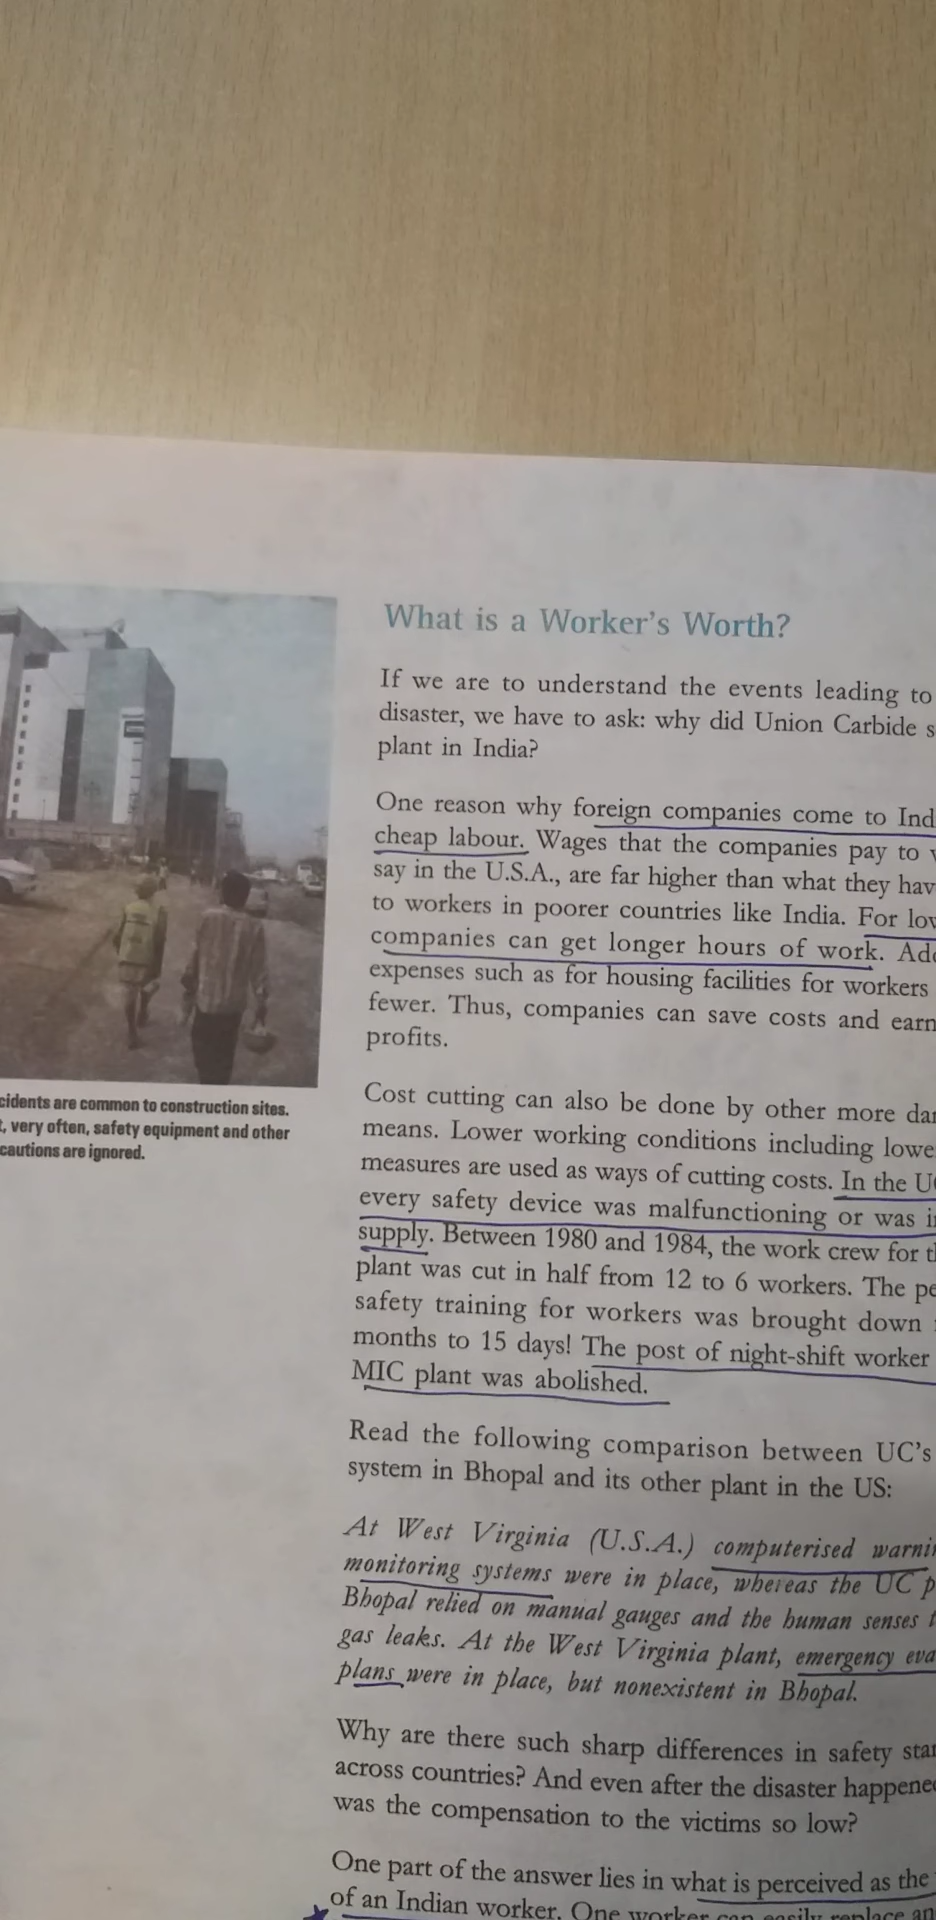 What is a Worker's Worth?
If we are to understand the events leading to
disaster, we have to ask: why did Union Carbide
plant in India?
One reason why foreign companies come to
cheap labour. Wages that the companies pay to
say in the U.S.A., are far higher than what they
to workers in poorer countries like India. For
companies can get longer hours of work.
expenses such as for housing facilities for workers
fewer. Thus, companies can save costs and earn
profits.
Cost cutting can also be done by other more
means. Lower working conditions including
measures are used as ways of cutting costs. In the
every safety device was malfunctioning or was
supply. Between 1980 and 1984, the work crew for
plant was cut in half from 12 to 6 workers. The
safety training for workers was brought down
months to 15 days! The post of night-shift worker
MIC plant was abolished.
Read the following comparison between UC's
system in Bhopal and its other plant in the US:
At West Virginia (U.S.A.) computerised
monitoring systems were in place, whereas the UC
Bhopal relied on manual gauges and the human senses
gas leaks. At the West Virginia plant, emergency
plans were in place, but nonexistent in Bhopal.
Why are there such sharp differences in safety
across countries? And even after the disaster
was the compensation to the victims so low?
One part of the answer lies in what is perceived as the
of an Indian worker. One worker can easily replace
are common to construction sites.
very often, safety equipment and other
are ignored.